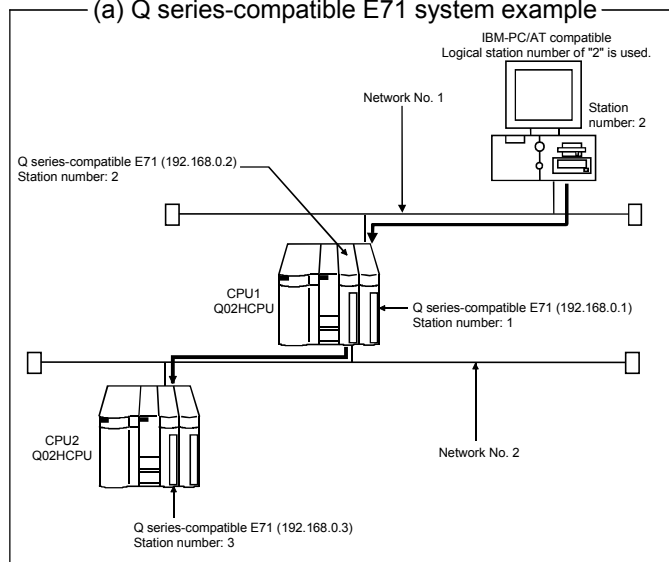 (a) Q series-compatible E71 system example
IBM-PC/AT compatible
Logical station number of "2" is used.
Network No. 1
Station
number: 2
Q series-compatible E71 (192.168.0.2)
Station number: 2
CPU1
Q02HCPU
Q series-compatible E71 (192.168.0.1)
Station number: 1
CPU2
Q02HCPU
Network No. 2
Q series-compatible E71 (192.168.0.3)
Station number: 3